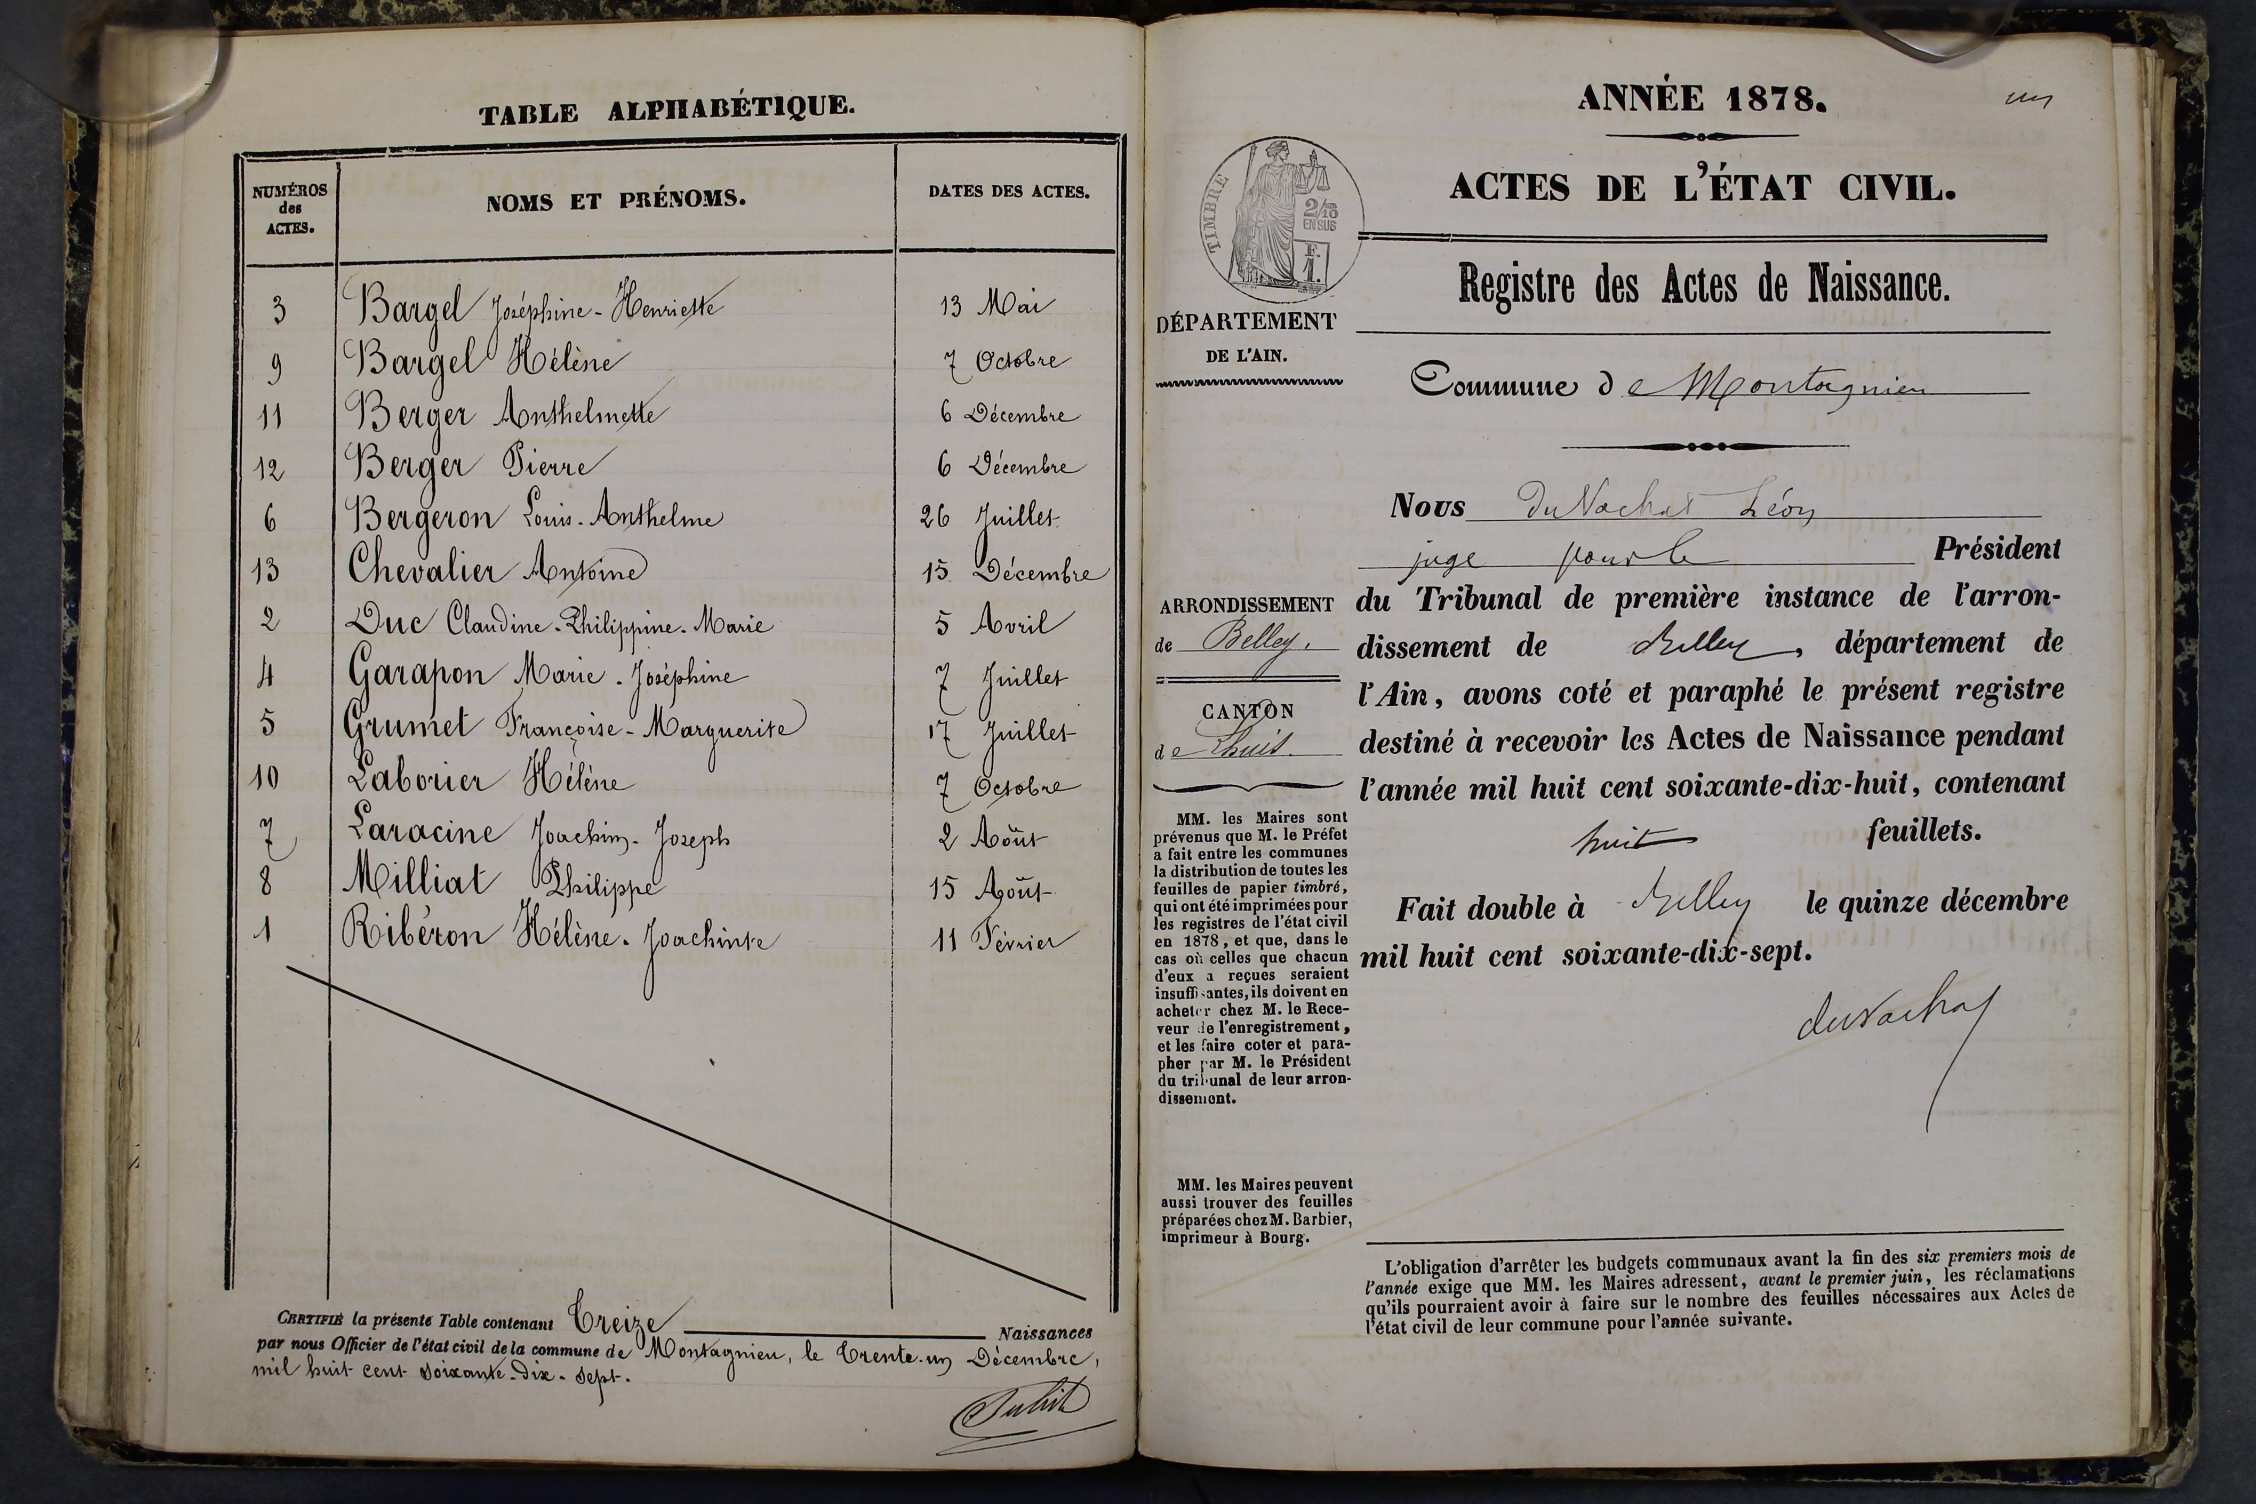 TABLE ALPHABÉTIQUE.
NUMÉROS des ACTES. NOMS ET PRÉNOMS. DATES DES ACTES.
3 Bargel Joséphine-Henriette 13 Mai
9 Bargel Hélène 7 Octobre
11 Berger Anthelmette 6 Décembre
12 Berger Pierre 6 Décembre
6 Bergeron Louis-Anthelme 26 Juillet
13 Chevalier Antoine 15 Décembre
2 Duc Claudine-Philippine-Marie 5 Avril
4 Garapon Marie-Joséphine 7 Juillet
5 Grumet Françoise-Marguerite 17 Juillet
10 Laborier Hélène 7 Octobre
7 Laracine Joachim-Joseph 2 Août
8 Milliat Philippe 15 Août
1 Ribéron Hélène-Joachinte 11 Février
CERTIFIÉ la présente Table contenant Treize Naissances
par nous Officier de l'état civil de la commune de Montagnieu, le Trente-un Décembre,
mil huit cent soixante-dix-sept.
un
ANNÉE 1878.
ACTES DE L'ÉTAT CIVIL.
TIMBRE
2/10
EN SUS
F
1.
Registre des Actes de Naissance.
DÉPARTEMENT
DE L'AIN.
Commune de Montagnieu
ARRONDISSEMENT
de Belley.
CANTON
de Lhuis.
MM. les Maires sont
prévenus que M. le Préfet
a fait entre les communes
la distribution de toutes les
feuilles de papier timbré,
qui ont été imprimées pour
les registres de l'état civil
en 1878, et que, dans le
cas où celles que chacun
d'eux a reçues seraient
insuffisantes, ils doivent en
acheter chez M. le Rece-
veur de l'enregistrement,
et les faire coter et para-
pher par M. le Président
du tribunal de leur arron-
dissement.
MM. les Maires peuvent
aussi trouver des feuilles
préparées chez M. Barbier,
imprimeur à Bourg.
Nous du Vachat Léon
juge pour le Président
du Tribunal de première instance de l'arron-
dissement de Belley, département de
l'Ain, avons coté et paraphé le présent registre
destiné à recevoir les Actes de Naissance pendant
l'année mil huit cent soixante-dix-huit, contenant
huit feuillets.
Fait double à Belley le quinze décembre
mil huit cent soixante-dix-sept.
duVachat
L'obligation d'arrêter les budgets communaux avant la fin des six premiers mois de
l'année exige que MM. les Maires adressent, avant le premier juin, les réclamations
qu'ils pourraient avoir à faire sur le nombre des feuilles nécessaires aux Actes de
l'état civil de leur commune pour l'année suivante.